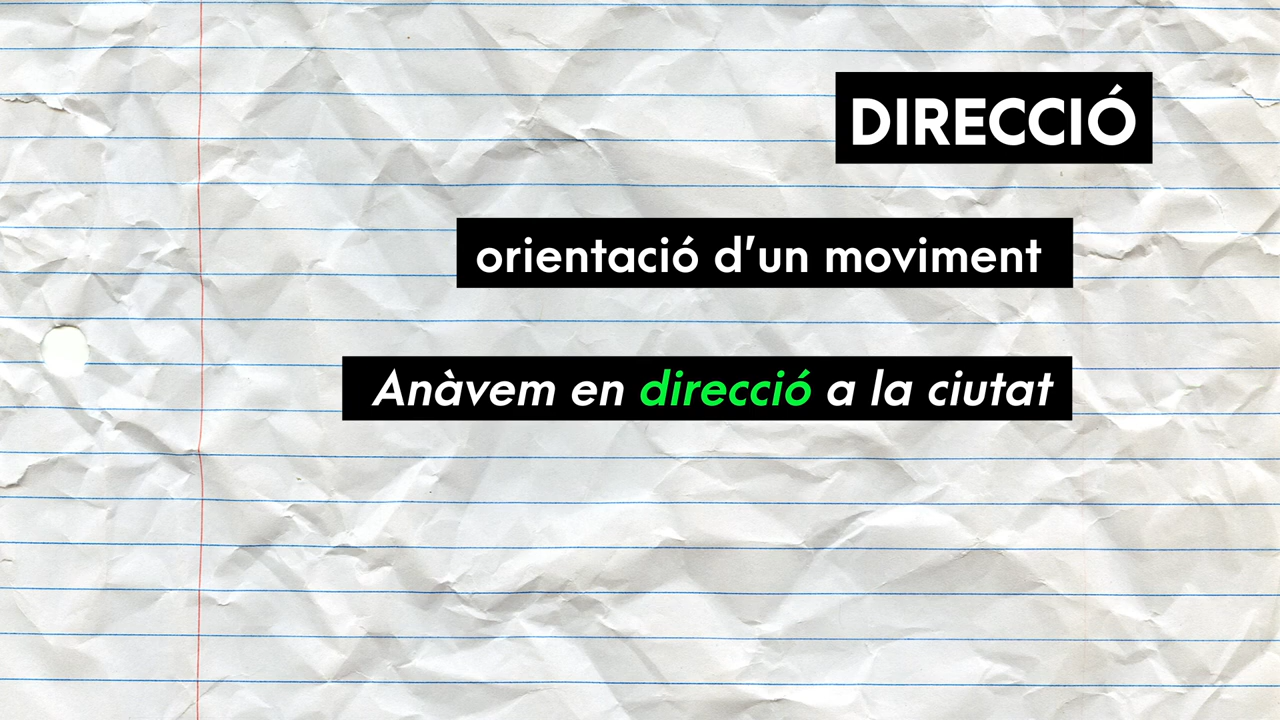 DIRECCIÓ
orientació d'un moviment
Anàvem en direcció a la ciutat